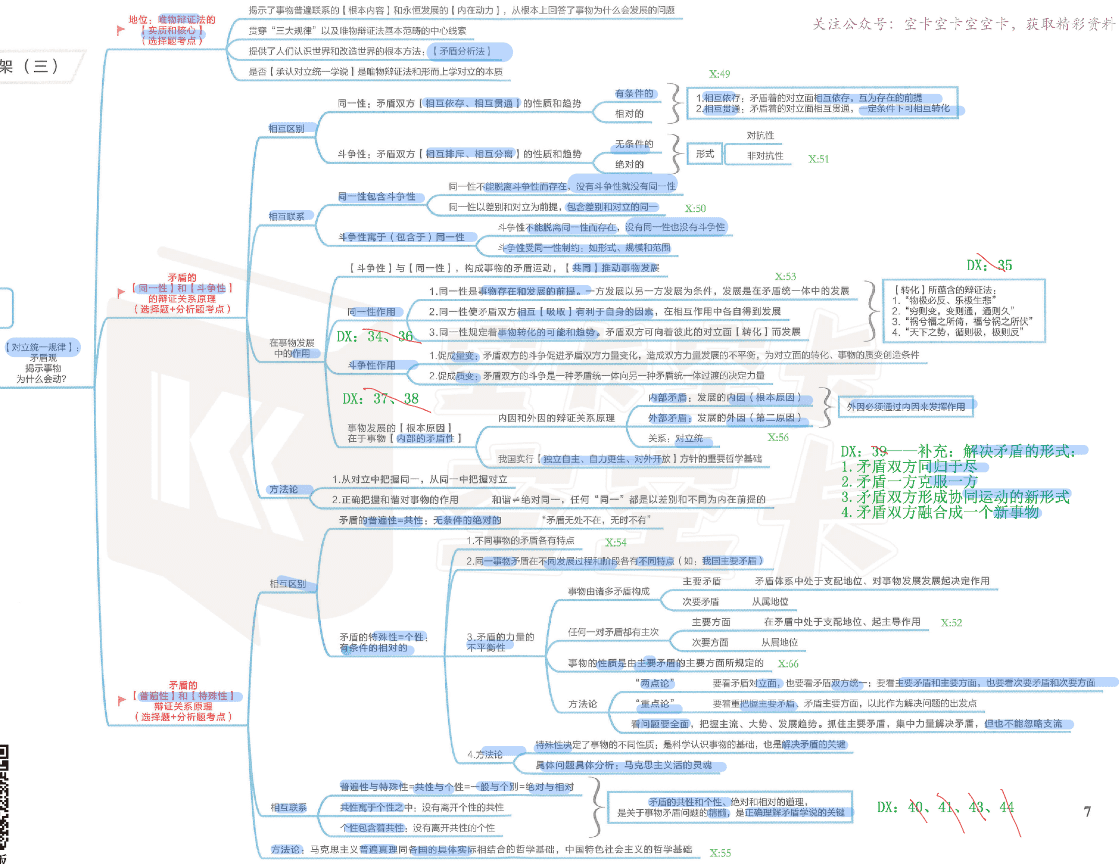 关注公众号：空卡空卡空空卡，获取精彩资料
架（三）
【对立统一规律】：
矛盾观
揭示事物
为什么会动？
地位：唯物辩证法的
【实质和核心】
（选择题考点）
揭示了事物普遍联系的【根本内容】和永恒发展的【内在动力】；从根本上回答了事物为什么会发展的问题
贯穿“三大规律”以及唯物辩证法基本范畴的中心线索
提供了人们认识世界和改造世界的根本方法：【矛盾分析法】
是否【承认对立统一学说】是唯物辩证法和形而上学对立的本质
矛盾的
【同一性】和【斗争性】
的辩证关系原理
（选择题+分析题考点）
相互区别
同一性：矛盾双方【相互依存、相互贯通】的性质和趋势
有条件的
相对的
X:49
1.相互依存：矛盾着的对立面相互依存，互为存在的前提
2.相互贯通：矛盾着的对立面相互贯通，一定条件下可相互转化
斗争性：矛盾双方【相互排斥、相互分离】的性质和趋势
无条件的
绝对的
形式
对抗性
非对抗性
X:51
相互联系
同一性包含斗争性
同一性不能脱离斗争性而存在，没有斗争性就没有同一性
同一性以差别和对立为前提，包含差别和对立的同一
X:50
斗争性寓于（包含于）同一性
斗争性不能脱离同一性而存在，没有同一性也没有斗争性
斗争性受同一性制约：如形式、规模和范围
在事物发展
中的作用
【斗争性】与【同一性】，构成事物的矛盾运动，【共同】推动事物发展
同一性作用
DX：34、36
X:53
1.同一性是事物存在和发展的前提。一方发展以另一方发展为条件，发展是在矛盾统一体中的发展
2.同一性使矛盾双方相互【吸取】有利于自身的因素，在相互作用中各自得到发展
3.同一性规定着事物转化的可能和趋势。矛盾双方可向着彼此的对立面【转化】而发展
DX：35
【转化】所蕴含的辩证法：
1.“物极必反、乐极生悲”
2.“穷则变，变则通，通则久”
3.“祸兮福之所倚，福兮祸之所伏”
4.“天下之势，循则极，极则反”
斗争性作用
DX：37、38
1.促成量变：矛盾双方的斗争促进矛盾双方力量变化，造成双方力量发展的不平衡，为对立面的转化、事物的质变创造条件
2.促成质变：矛盾双方的斗争是一种矛盾统一体向另一种矛盾统一体过渡的决定力量
事物发展的【根本原因】
在于事物【内部的矛盾性】
内因和外因的辩证关系原理
内部矛盾：发展的内因（根本原因）
外部矛盾：发展的外因（第二原因）
关系：对立统一
外因必须通过内因来发挥作用
X:56
我国实行【独立自主、自力更生、对外开放】方针的重要哲学基础
方法论
1.从对立中把握同一，从同一中把握对立
2.正确把握和谐对事物的作用
和谐≠绝对同一，任何“同一”都是以差别和不同为内在前提的
DX：39——补充：解决矛盾的形式：
1.矛盾双方同归于尽
2.矛盾一方克服一方
3.矛盾双方形成协同运动的新形式
4.矛盾双方融合成一个新事物
矛盾的
【普遍性】和【特殊性】
辩证关系原理
（选择题+分析题考点）
相互区别
矛盾的普遍性=共性：无条件的绝对的
“矛盾无处不在，无时不有”
矛盾的特殊性=个性：
有条件的相对的
1.不同事物的矛盾各有特点
X:54
2.同一事物矛盾在不同发展过程和阶段各有不同特点（如：我国主要矛盾）
3.矛盾的力量的
不平衡性
事物由诸多矛盾构成
主要矛盾
矛盾体系中处于支配地位、对事物发展发展起决定作用
次要矛盾
从属地位
任何一对矛盾都有主次
主要方面
在矛盾中处于支配地位、起主导作用
X:52
次要方面
从属地位
事物的性质是由主要矛盾的主要方面所规定的
X:66
方法论
“两点论”
要看矛盾对立面，也要看矛盾双方统一；要看主要矛盾和主要方面，也要看次要矛盾和次要方面
“重点论”
要着重把握主要矛盾、矛盾主要方面，以此作为解决问题的出发点
看问题要全面，把握主流、大势、发展趋势。抓住主要矛盾，集中力量解决矛盾，但也不能忽略支流
4.方法论
特殊性决定了事物的不同性质；是科学认识事物的基础，也是解决矛盾的关键
具体问题具体分析：马克思主义活的灵魂
相互联系
普遍性与特殊性=共性与个性=一般与个别=绝对与相对
共性寓于个性之中：没有离开个性的共性
个性包含着共性：没有离开共性的个性
矛盾的共性和个性、绝对和相对的道理，
是关于事物矛盾问题的精髓，是正确理解矛盾学说的关键
DX：40、41、43、44
方法论：马克思主义普遍真理同各国的具体实际相结合的哲学基础，中国特色社会主义的哲学基础
X:55
7